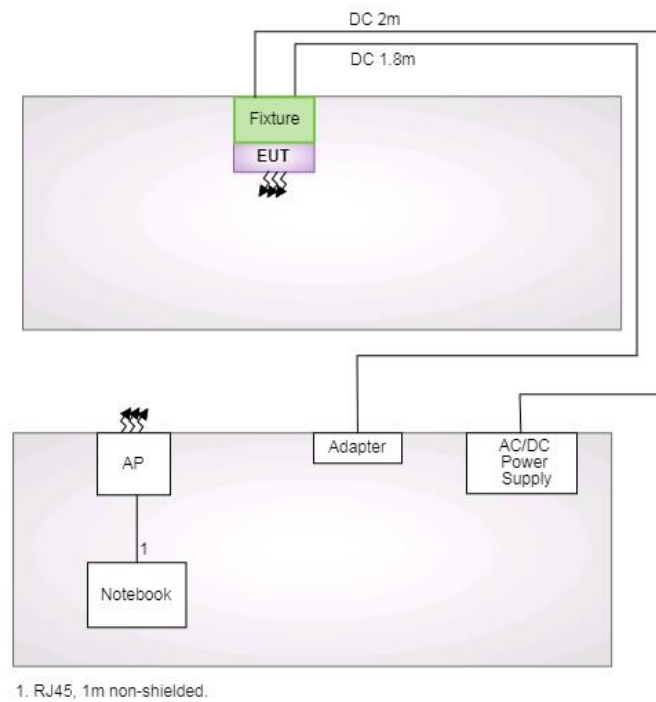 DC 2m
DC 1.8m
Fixture
EUT
AP
Adapter
AC/DC
Power
Supply
1
Notebook
1. RJ45, 1m non-shielded.